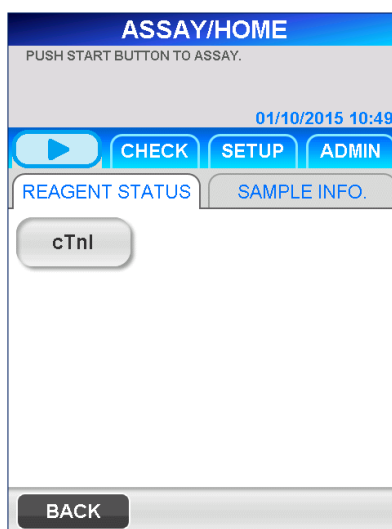 ASSAY/HOME
PUSH START BUTTON TO ASSAY.
01/10/2015 10:49
CHECK SETUP ADMIN
REAGENT STATUS SAMPLE INFO.
cTnI
BACK